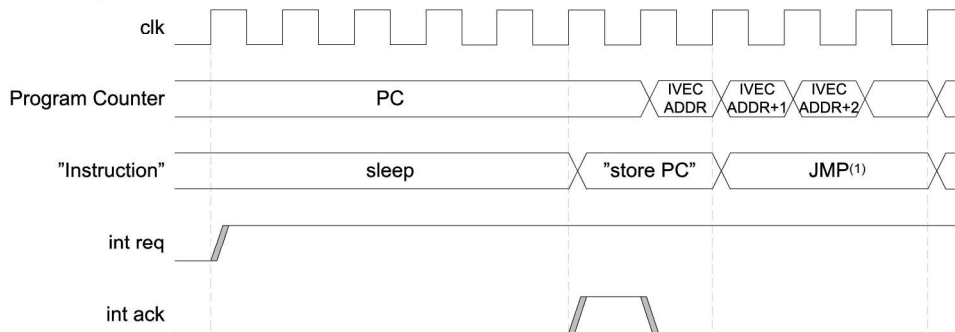 clk
Program Counter
PC
IVEC
ADDR
IVEC
ADDR+1
IVEC
ADDR+2
”Instruction”
sleep
”store PC”
JMP(1)
int req
int ack